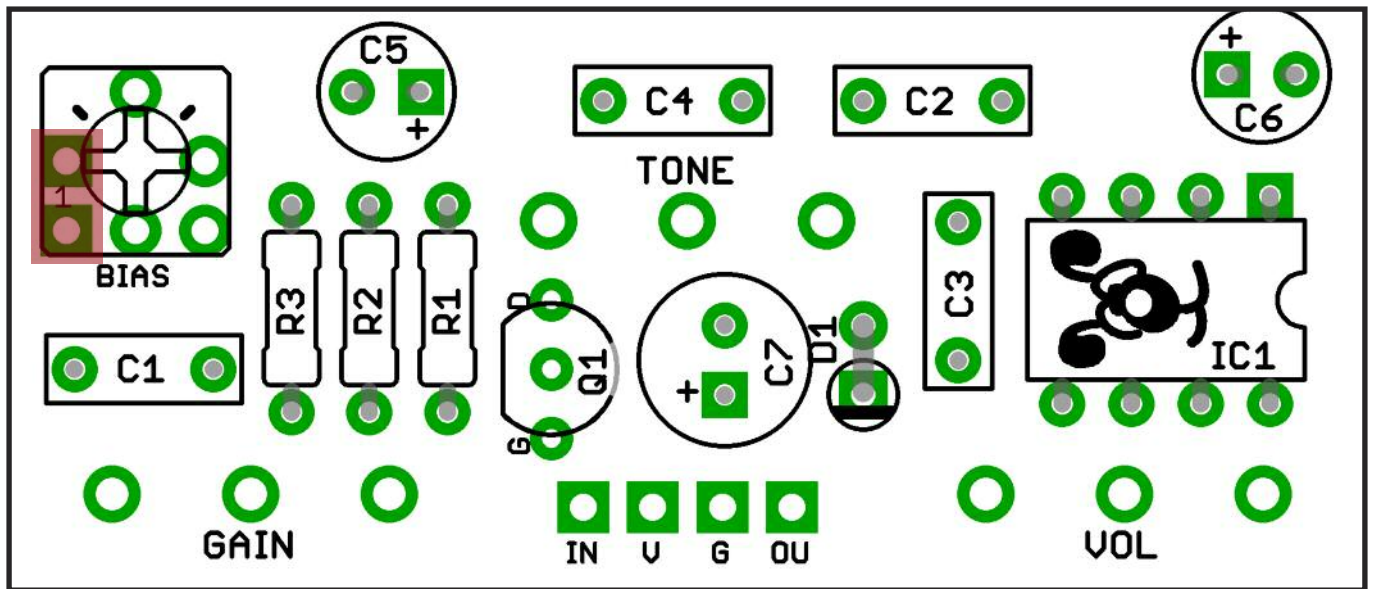 C5
+
C4
C2
+
C6
TONE
1
BIAS
R3
R2
R1
D
Q1
G
C7
+
D1
C3
IC1
C1
GAIN
IN
V
G
OU
VOL